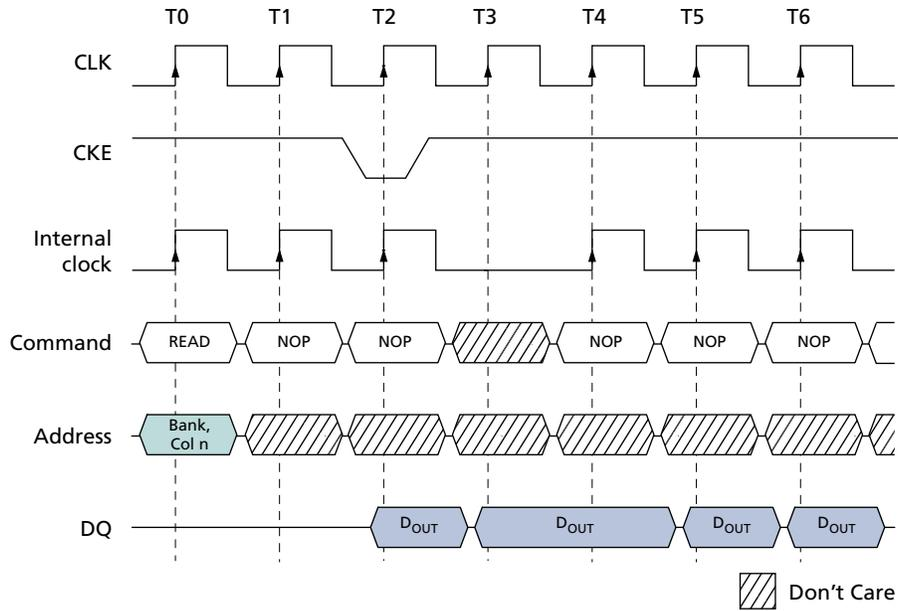 T0 T1 T2 T3 T4 T5 T6
CLK
CKE
Internal
clock
Command READ NOP NOP NOP NOP NOP
Address Bank,
Col n
DQ DOUT DOUT DOUT DOUT
Don't Care